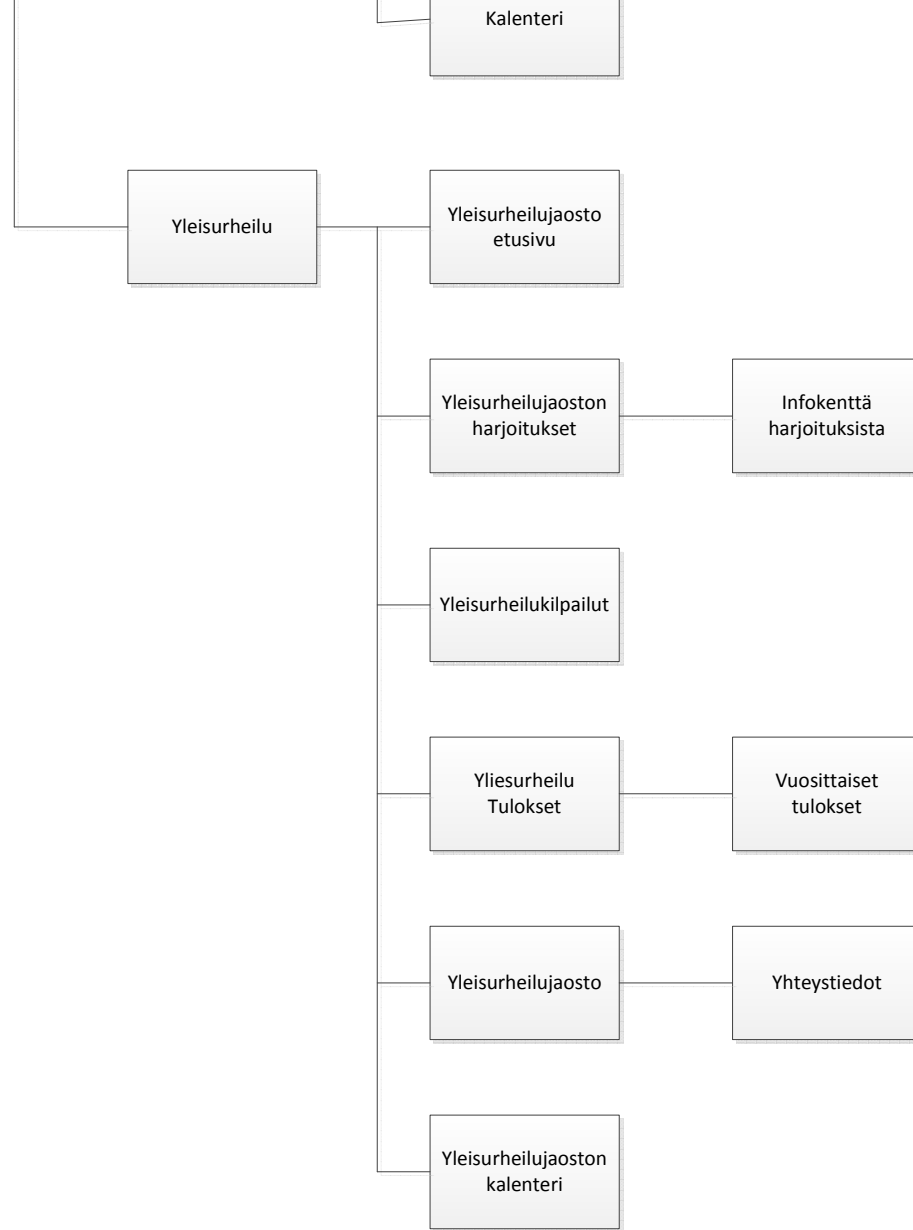 Kalenteri
Yleisurheilu
Yleisurheilujaosto
etusivu
Yleisurheilujaoston
harjoitukset
Infokenttä
harjoituksista
Yleisurheilukilpailut
Yliesurheilu
Tulokset
Vuosittaiset
tulokset
Yleisurheilujaosto
Yhteystiedot
Yleisurheilujaoston
kalenteri